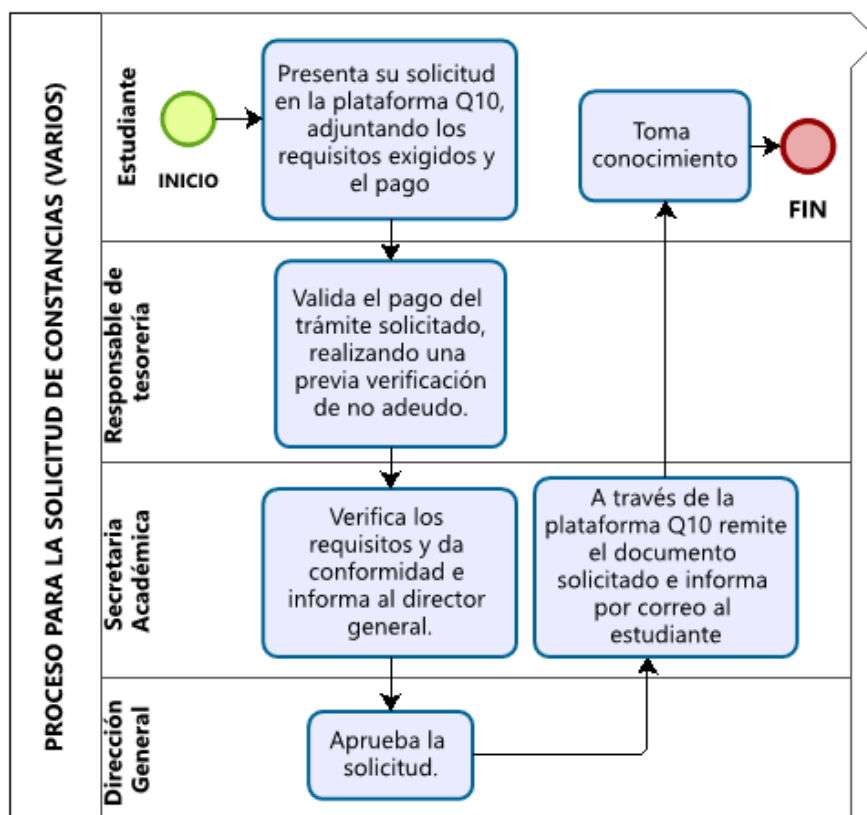 PROCESO PARA LA SOLICITUD DE CONSTANCIAS (VARIOS)
Estudiante
INICIO
Presenta su solicitud
en la plataforma Q10,
adjuntando los
requisitos exigidos y
el pago
Toma
conocimiento
FIN
Responsable de
tesorería
Valida el pago del
trámite solicitado,
realizando una
previa verificación
de no adeudo.
Secretaria
Académica
Verifica los
requisitos y da
conformidad e
informa al director
general.
A través de la
plataforma Q10 remite
el documento
solicitado e informa
por correo al
estudiante
Dirección
General
Aprueba la
solicitud.